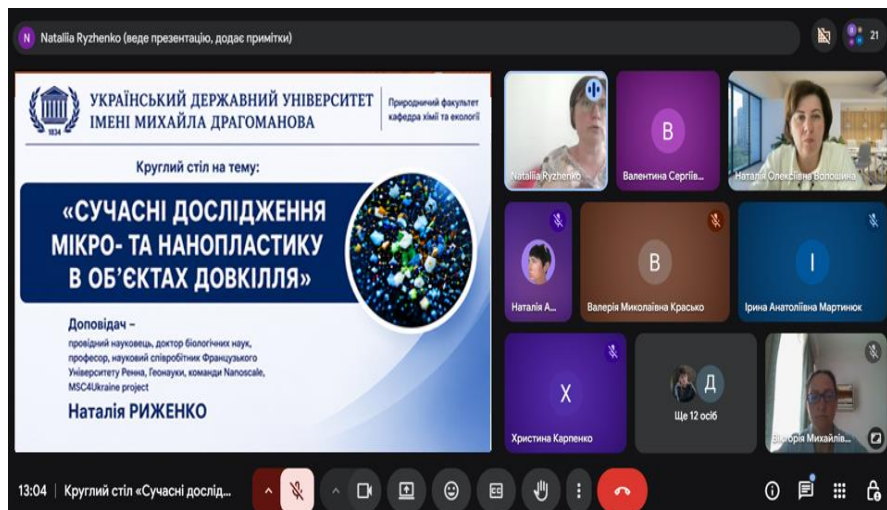 N Nataliia Ryzhenko (веде презентацію, додає примітки)
21
1834
УКРАЇНСЬКИЙ ДЕРЖАВНИЙ УНІВЕРСИТЕТ
ІМЕНІ МИХАЙЛА ДРАГОМАНОВА
Природничий факультет
кафедра хімії та екології
Круглий стіл на тему:
«СУЧАСНІ ДОСЛІДЖЕННЯ
МІКРО- ТА НАНОПЛАСТИКУ
В ОБ’ЄКТАХ ДОВКІЛЛЯ»
Доповідач –
провідний науковець, доктор біологічних наук,
професор, науковий співробітник Французького
Університету Ренна, Геонауки, команди Nanoscale,
MSC4Ukraine project
Наталія РИЖЕНКО
Nataliia Ryzhenko
В
Валентина Сергіїв...
Наталія Олексіївна Волошина
Наталія А...
В
Валерія Миколаївна Красько
І
Ірина Анатоліївна Мартинюк
Х
Христина Карпенко
Д
Ще 12 осіб
Вікторія Михайлів...
13:04 | Круглий стіл «Сучасні дослід...
CC